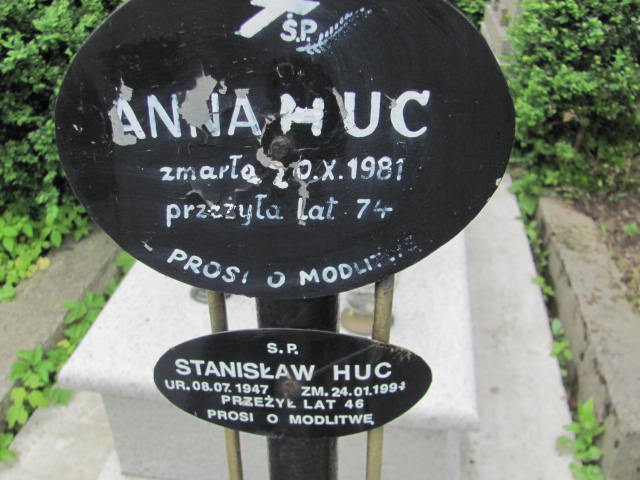 Ś.P.
ANNA HUC
zmarła 20.X.1981
przeżyła lat 74
PROSI O MODLITWĘ
S.P.
STANISŁAW HUC
UR. 08.07.1947 ZM. 24.01.1994
PRZEŻYŁ LAT 46
PROSI O MODLITWĘ